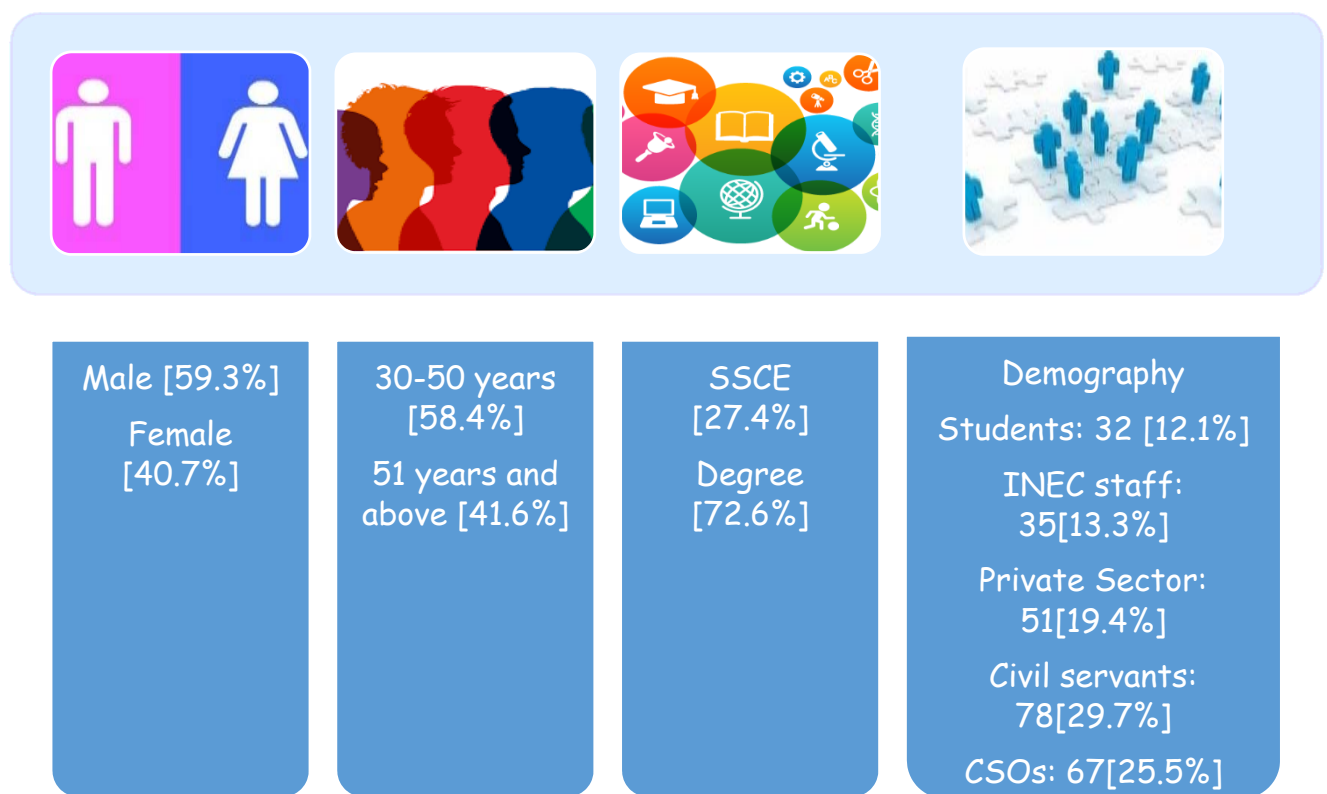 Male [59.3%]
Female
[40.7%]
30-50 years
[58.4%]
51 years and
above [41.6%]
SSCE
[27.4%]
Degree
[72.6%]
Demography
Students: 32 [12.1%]
INEC staff:
35[13.3%]
Private Sector:
51[19.4%]
Civil servants:
78[29.7%]
CSOs: 67[25.5%]